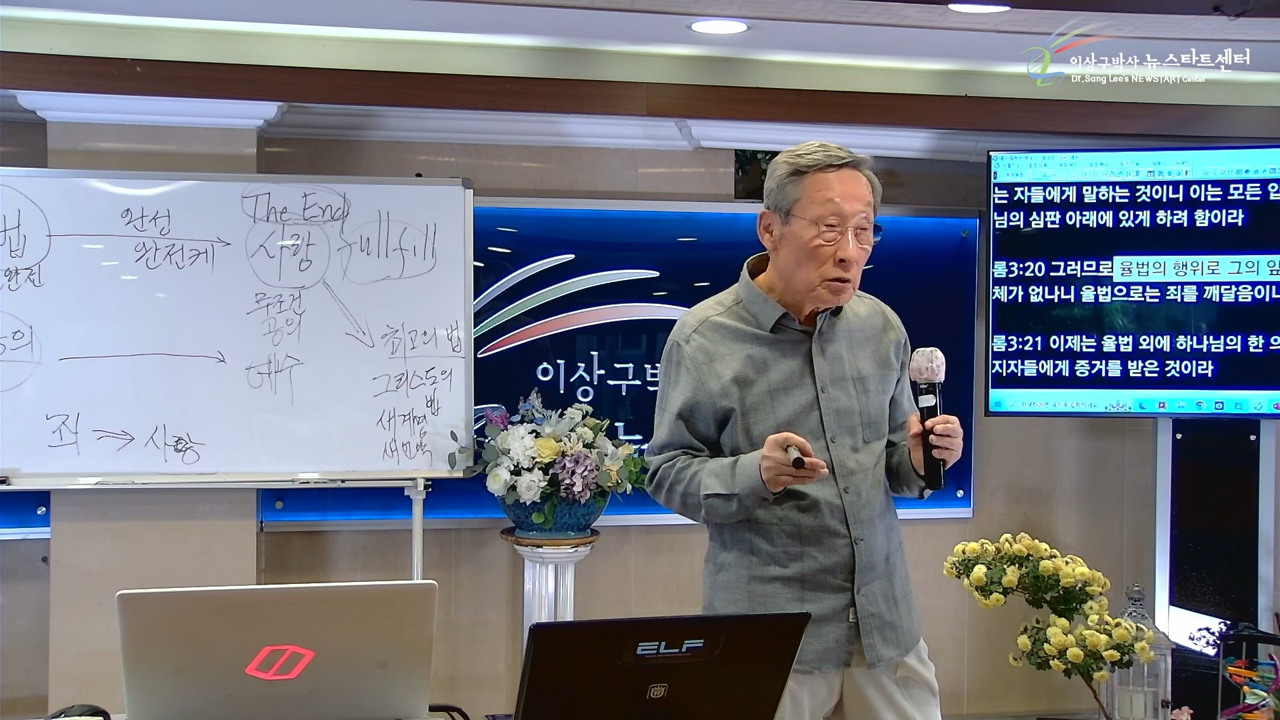 이상구박사 뉴스타트센터
Dr.Sang Lee's NEWSTART Center
법
완전
완성
완전케
The End
사랑
fulfill
무조건
공의
예수
최고의 법
그리스도의
법
새계명
새언약
죄 ⇒ 사랑
이상구박
뉴
는 자들에게 말하는 것이니 이는 모든 입
님의 심판 아래에 있게 하려 함이라
롬3:20 그러므로 율법의 행위로 그의 앞
체가 없나니 율법으로는 죄를 깨달음이니
롬3:21 이제는 율법 외에 하나님의 한 의
지자들에게 증거를 받은 것이라
ELF